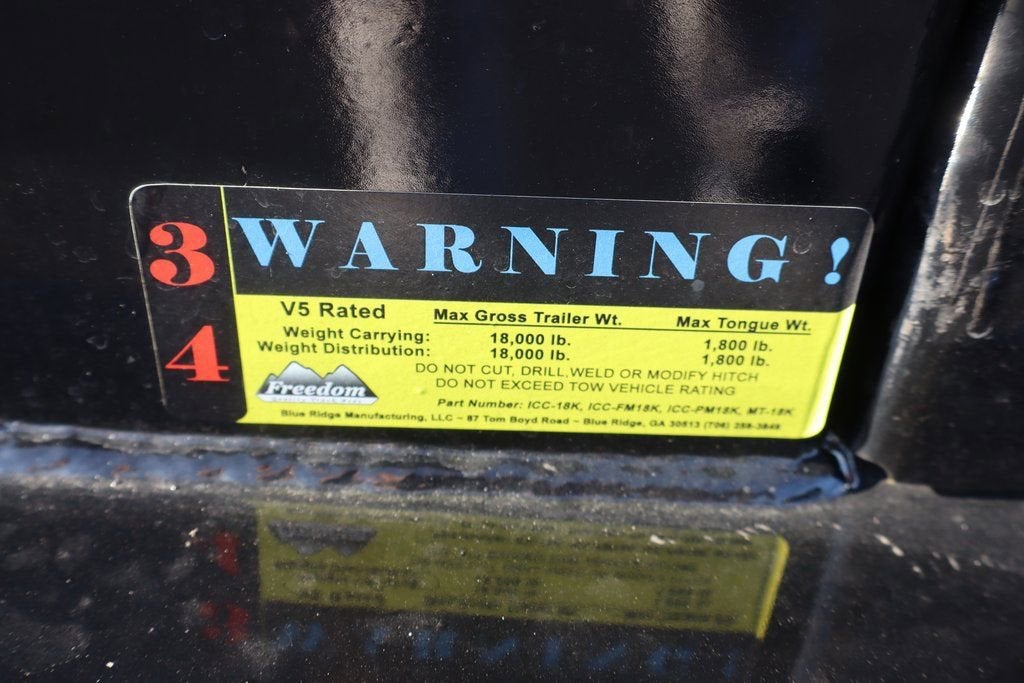 3
4
WARNING!
V5 Rated Max Gross Trailer Wt. Max Tongue Wt.
Weight Carrying: 18,000 lb. 1,800 lb.
Weight Distribution: 18,000 lb. 1,800 lb.
DO NOT CUT, DRILL,WELD OR MODIFY HITCH
DO NOT EXCEED TOW VEHICLE RATING
Freedom
Part Number: ICC-18K, ICC-FM18K, ICC-PM18K, MT-18K
Blue Ridge Manufacturing, LLC ~ 87 Tom Boyd Road ~ Blue Ridge, GA 30513 (706)